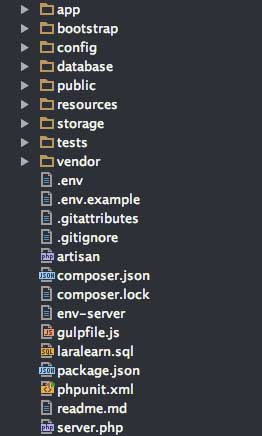 app
bootstrap
config
database
public
resources
storage
tests
vendor
.env
.env.example
.gitattributes
.gitignore
artisan
composer.json
composer.lock
env-server
gulpfile.js
laralearn.sql
package.json
phpunit.xml
readme.md
server.php